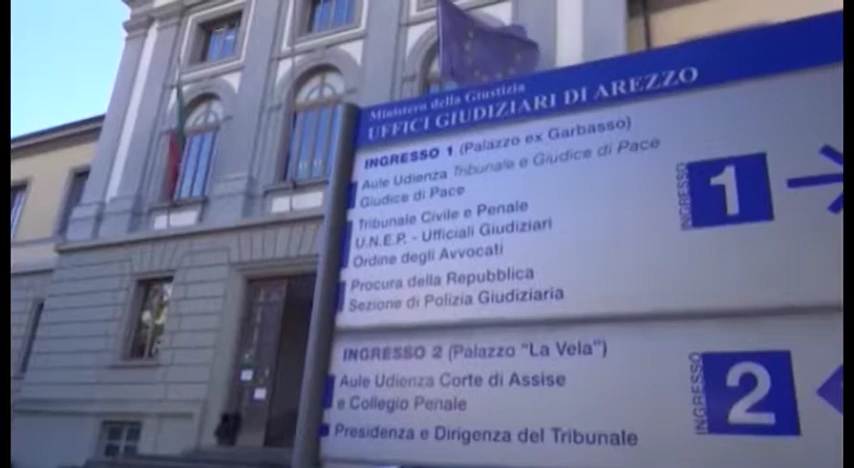 Ministero della Giustizia
UFFICI GIUDIZIARI DI AREZZO
INGRESSO 1 (Palazzo ex Garbasso)
Aule Udienza Tribunale e Giudice di Pace
Giudice di Pace
Tribunale Civile e Penale
U.N.E.P. - Ufficiali Giudiziari
Ordine degli Avvocati
Procura della Repubblica
Sezione di Polizia Giudiziaria
INGRESSO
1
INGRESSO 2 (Palazzo "La Vela")
Aule Udienza Corte di Assise
e Collegio Penale
Presidenza e Dirigenza del Tribunale
INGRESSO
2